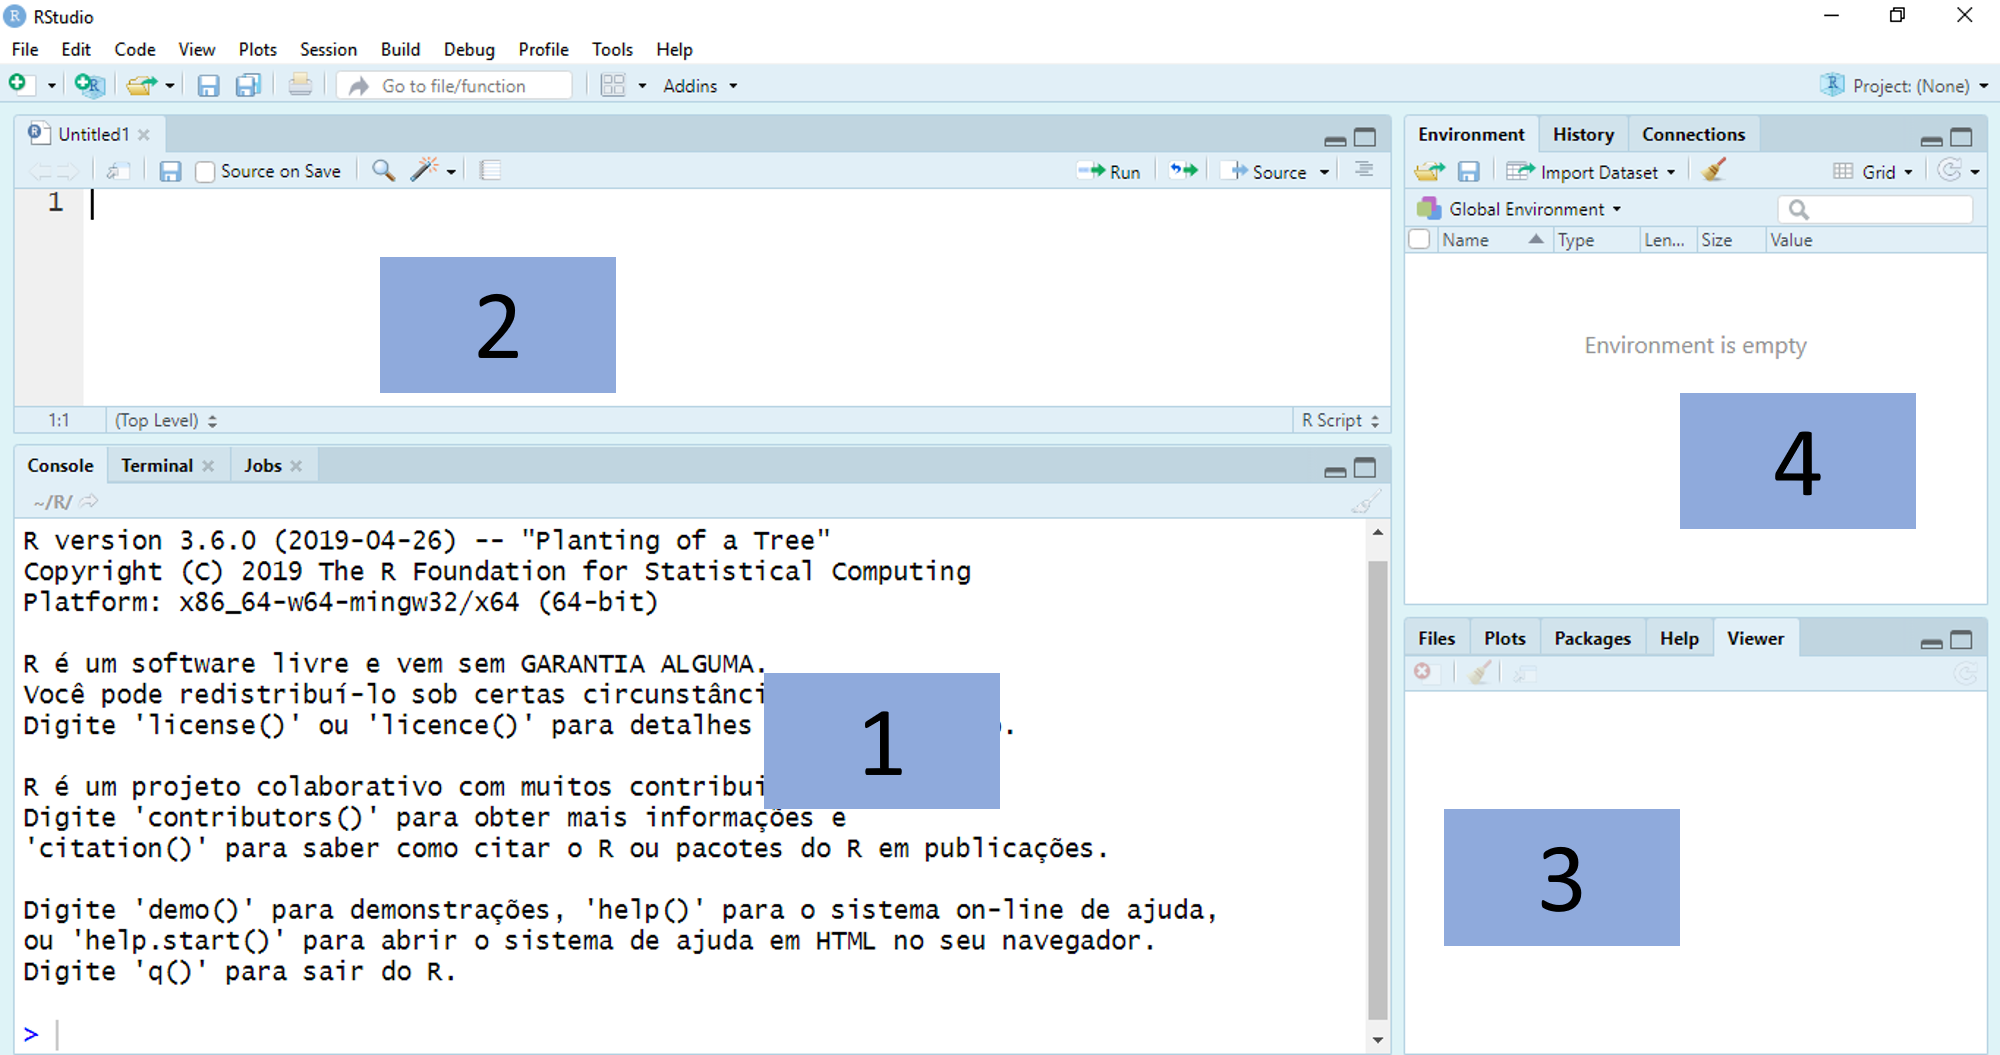 RStudio
File Edit Code View Plots Session Build Debug Profile Tools Help
Go to file/function Addins Project: (None)
Untitled1
Source on Save Run Source
1
2
1:1 (Top Level) R Script
Console Terminal Jobs
~/R/
R version 3.6.0 (2019-04-26) -- "Planting of a Tree"
Copyright (C) 2019 The R Foundation for Statistical Computing
Platform: x86_64-w64-mingw32/x64 (64-bit)
R é um software livre e vem sem GARANTIA ALGUMA.
Você pode redistribuí-lo sob certas
Digite 'license()' ou 'licence()' para detalhes
1
R é um projeto colaborativo com muitos
Digite 'contributors()' para obter mais informações e
'citation()' para saber como citar o R ou pacotes do R em publicações.
Digite 'demo()' para demonstrações, 'help()' para o sistema on-line de ajuda,
ou 'help.start()' para abrir o sistema de ajuda em HTML no seu navegador.
Digite 'q()' para sair do R.
>
Environment History Connections
Import Dataset Grid
Global Environment
Name Type Len... Size Value
Environment is empty
4
Files Plots Packages Help Viewer
3